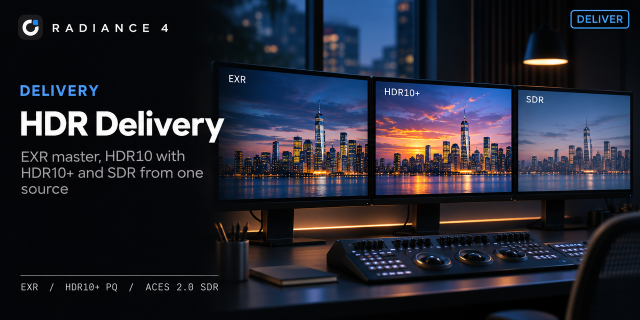 RADIANCE 4
DELIVER
DELIVERY
HDR Delivery
EXR master, HDR10 with
HDR10+ and SDR from one
source
EXR / HDR10+ PQ / ACES 2.0 SDR
EXR
HDR10+
SDR